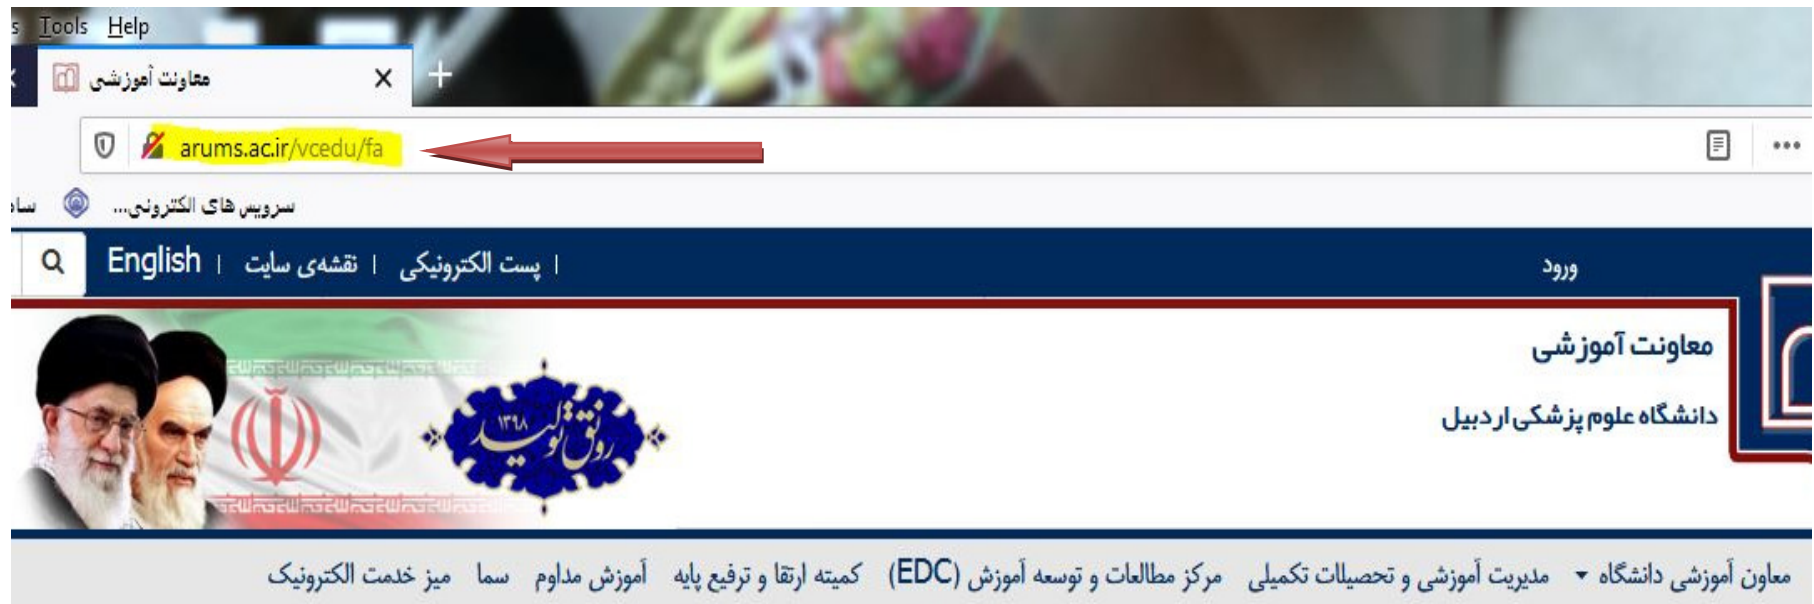 Tools Help
معاونت آموزشی
arums.ac.ir/vcedu/fa
سرویس های الکترونی...
ورود
پست الکترونیکی | نقشه‌ی سایت | English
معاونت آموزشی
دانشگاه علوم پزشکی اردبیل
رونق تولید
۱۳۹۸
معاون آموزشی دانشگاه مدیریت آموزشی و تحصیلات تکمیلی مرکز مطالعات و توسعه آموزش (EDC) کمیته ارتقا و ترفیع پایه آموزش مداوم سما میز خدمت الکترونیک